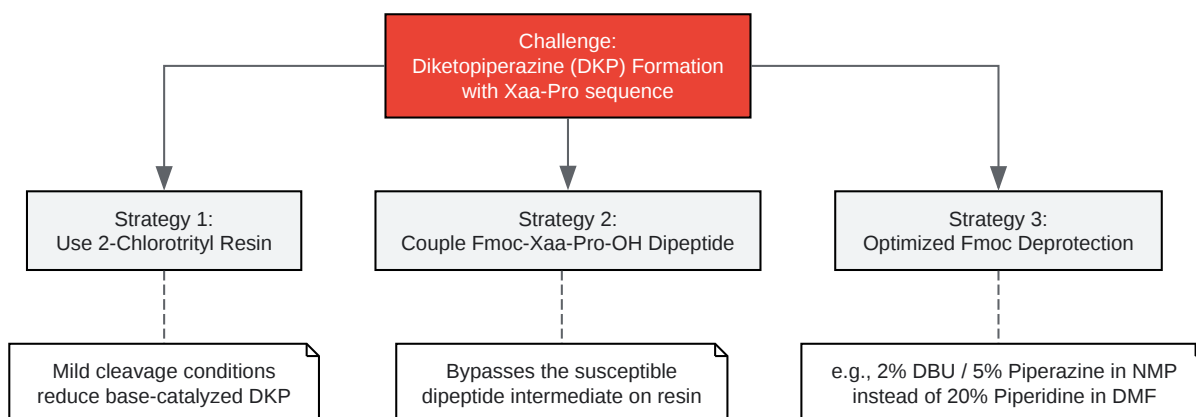 Challenge:
Diketopiperazine (DKP) Formation
with Xaa-Pro sequence
Strategy 1:
Use 2-Chlorotrityl Resin
Strategy 2:
Couple Fmoc-Xaa-Pro-OH Dipeptide
Strategy 3:
Optimized Fmoc Deprotection
Mild cleavage conditions
reduce base-catalyzed DKP
Bypasses the susceptible
dipeptide intermediate on resin
e.g., 2% DBU / 5% Piperazine in NMP
instead of 20% Piperidine in DMF